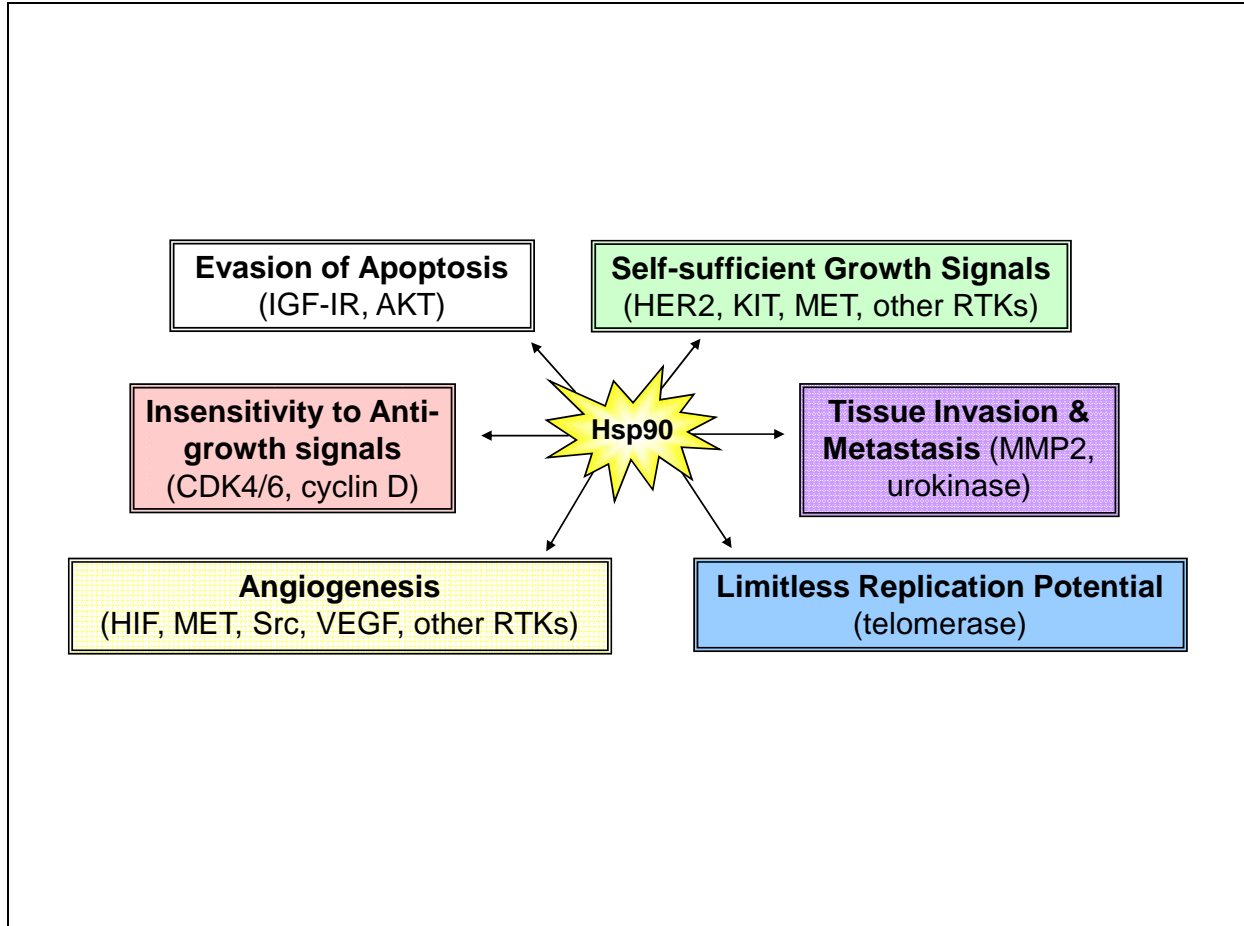 Evasion of Apoptosis
(IGF-IR, AKT)
Self-sufficient Growth Signals
(HER2, KIT, MET, other RTKs)
Insensitivity to Anti-
growth signals
(CDK4/6, cyclin D)
Hsp90
Tissue Invasion &
Metastasis (MMP2,
urokinase)
Angiogenesis
(HIF, MET, Src, VEGF, other RTKs)
Limitless Replication Potential
(telomerase)